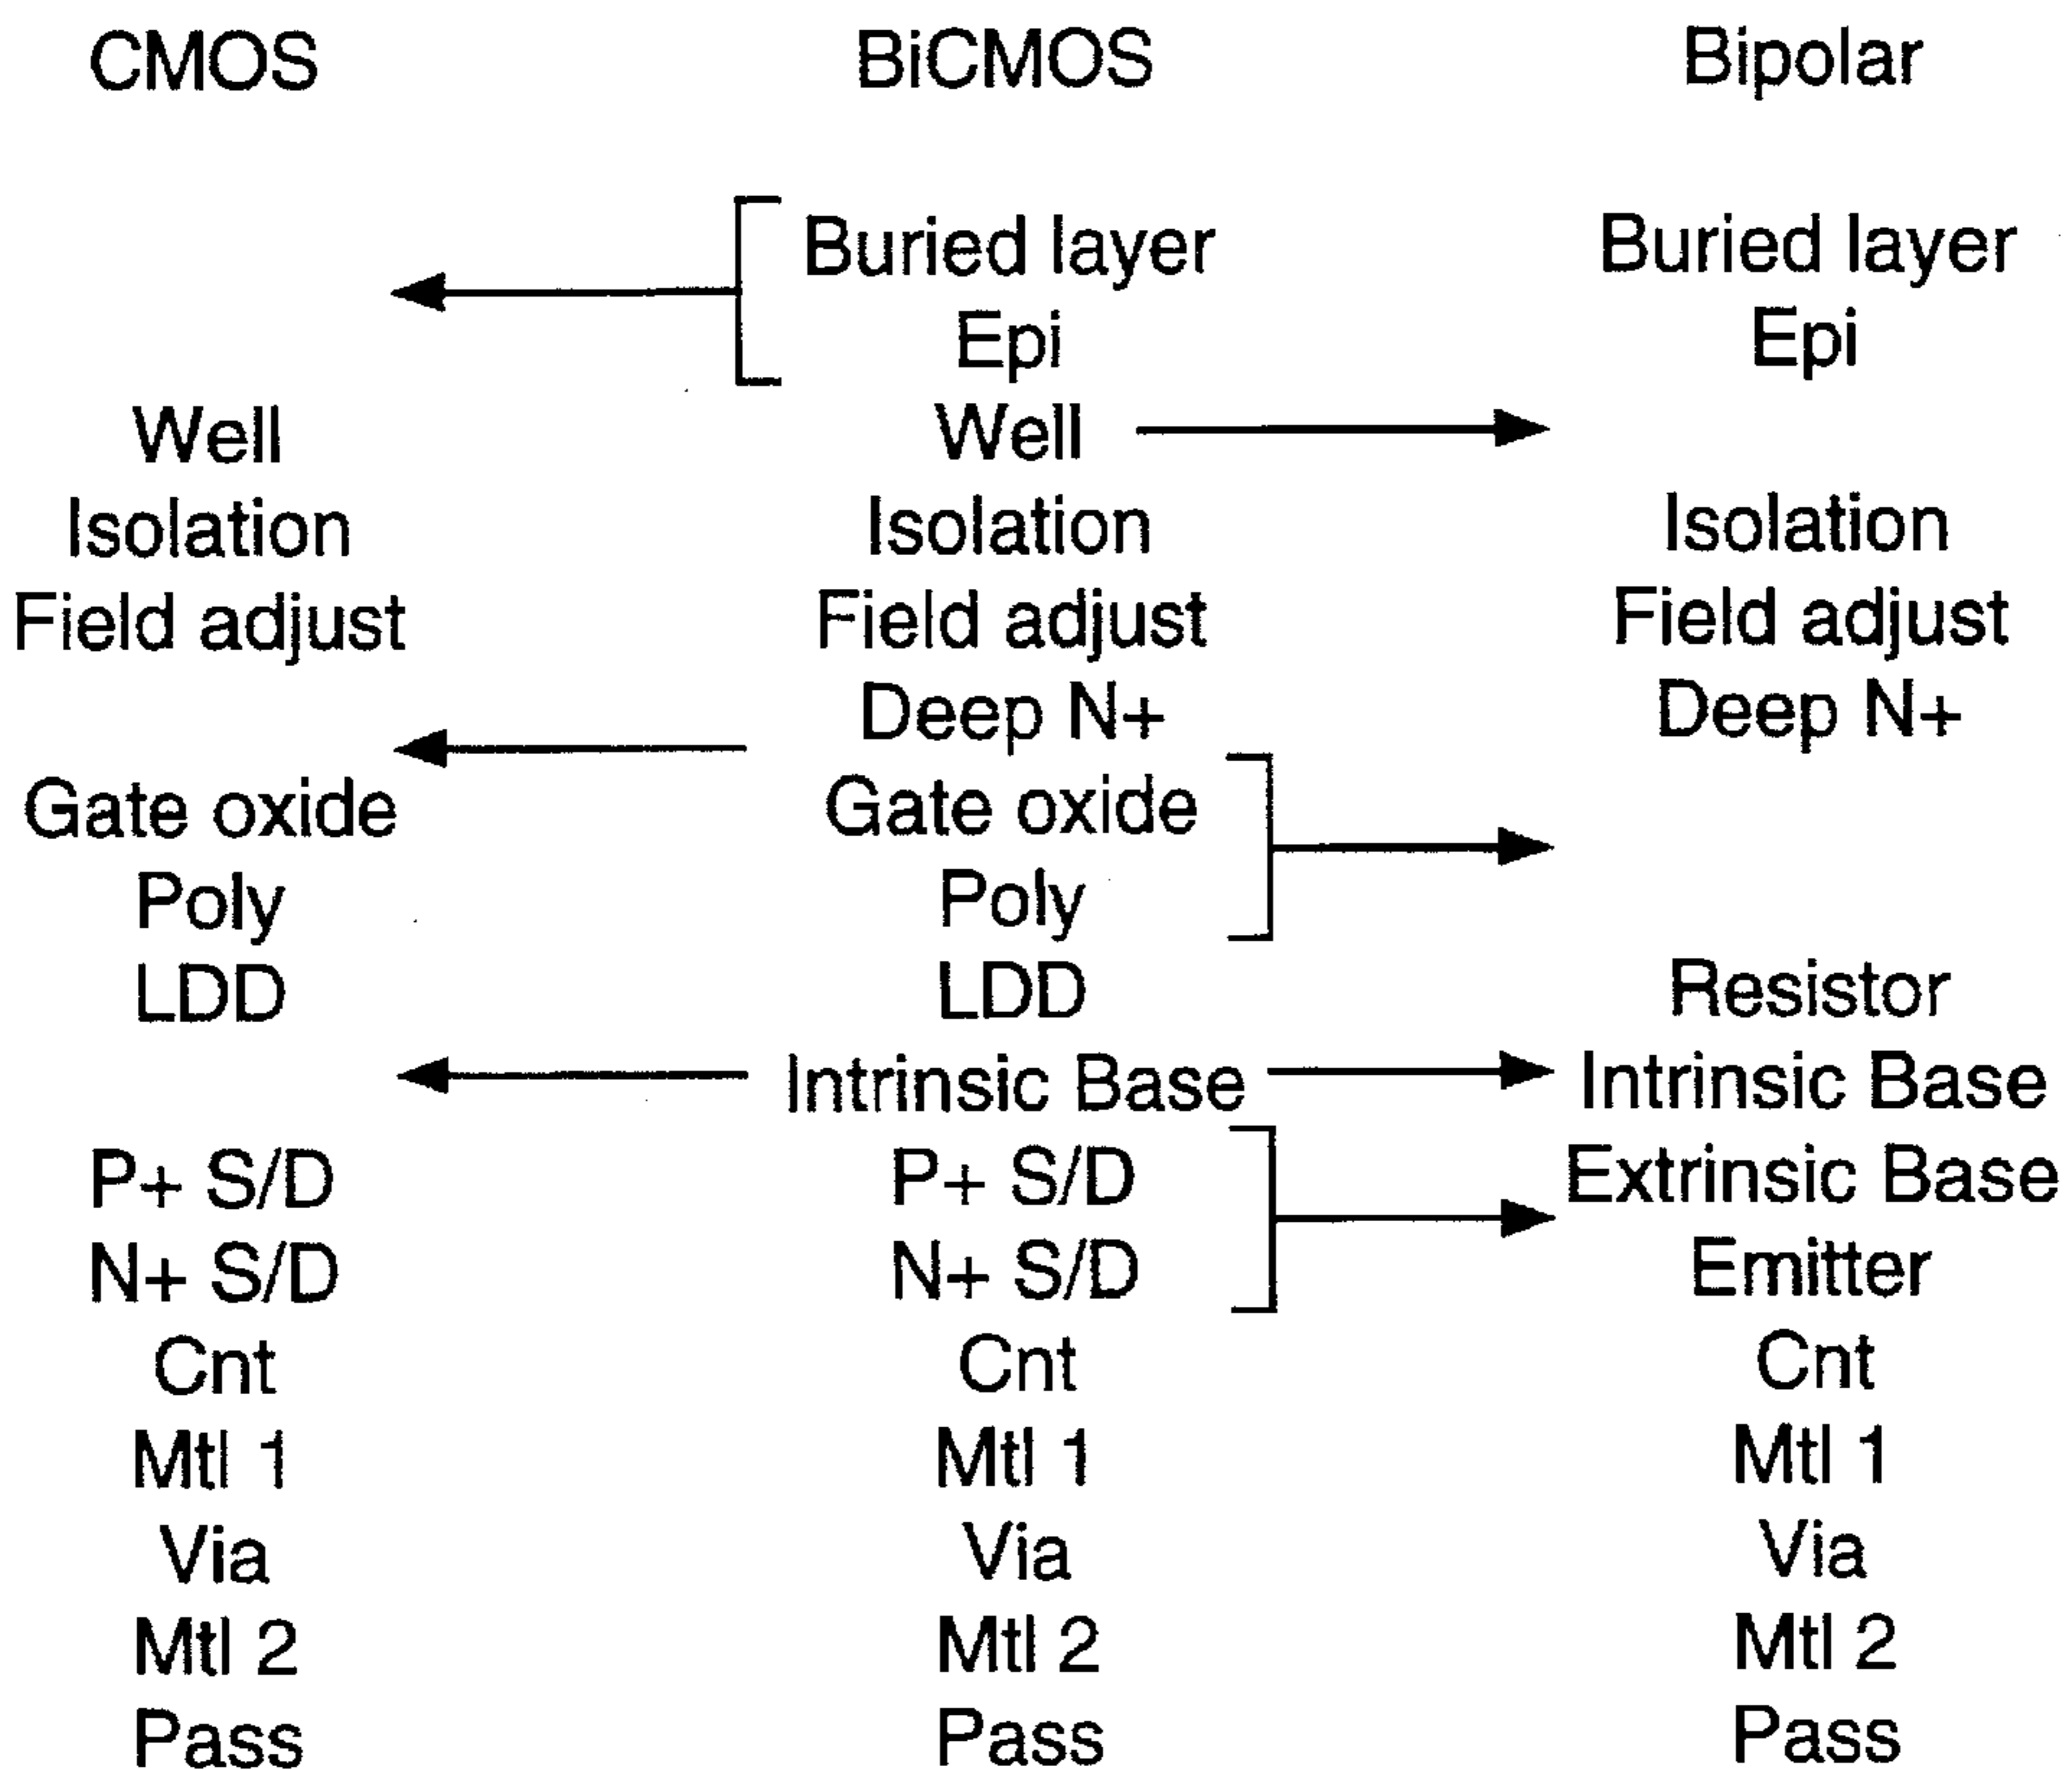 CMOS BiCMOS Bipolar
Buried layer Buried layer
Epi Epi
Well Well
Isolation Isolation Isolation
Field adjust Field adjust Field adjust
Deep N+ Deep N+
Gate oxide Gate oxide
Poly Poly
LDD LDD Resistor
Intrinsic Base Intrinsic Base
P+ S/D P+ S/D Extrinsic Base
N+ S/D N+ S/D Emitter
Cnt Cnt Cnt
Mtl 1 Mtl 1 Mtl 1
Via Via Via
Mtl 2 Mtl 2 Mtl 2
Pass Pass Pass